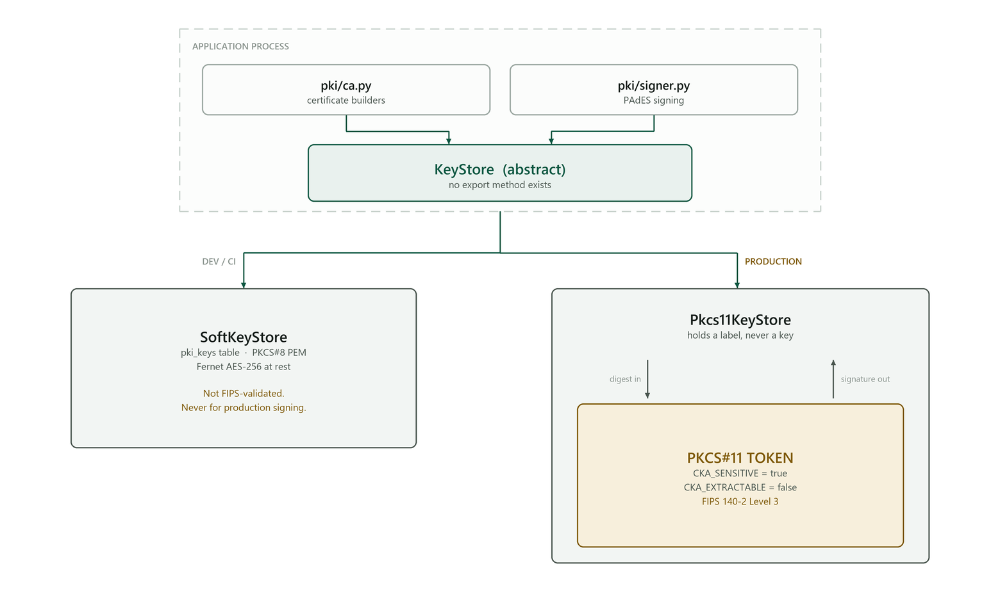 APPLICATION PROCESS
pki/ca.py
certificate builders
pki/signer.py
PAdES signing
KeyStore (abstract)
no export method exists
DEV / CI
PRODUCTION
SoftKeyStore
pki_keys table · PKCS#8 PEM
Fernet AES-256 at rest
Not FIPS-validated.
Never for production signing.
Pkcs11KeyStore
holds a label, never a key
digest in
signature out
PKCS#11 TOKEN
CKA_SENSITIVE = true
CKA_EXTRACTABLE = false
FIPS 140-2 Level 3